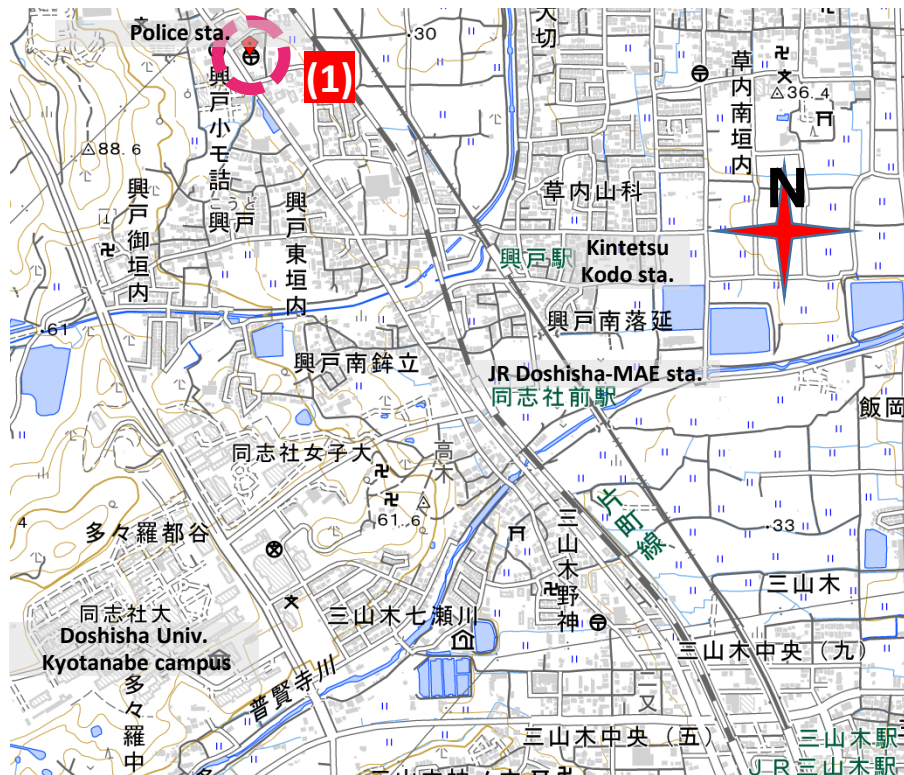 Police sta.
30
大切
(1)
草内南垣内
36.4
88.6
興戸小モ詰
こうど
興戸
興戸御垣内
興戸東垣内
草内山科
N
興戸駅
Kintetsu
Kodo sta.
61
興戸南落延
興戸南鉾立
JR Doshisha-MAE sta.
同志社前駅
飯岡
同志社女子大
高木
61.6
片町線
33
4
多々羅都谷
三山木野神
三山木
同志社大
Doshisha Univ.
Kyotanabe campus
三山木七瀬川
普賢寺川
多々羅中
三山木中央(九)
二又
三山木中央(五)
三山木駅
JR三山木駅